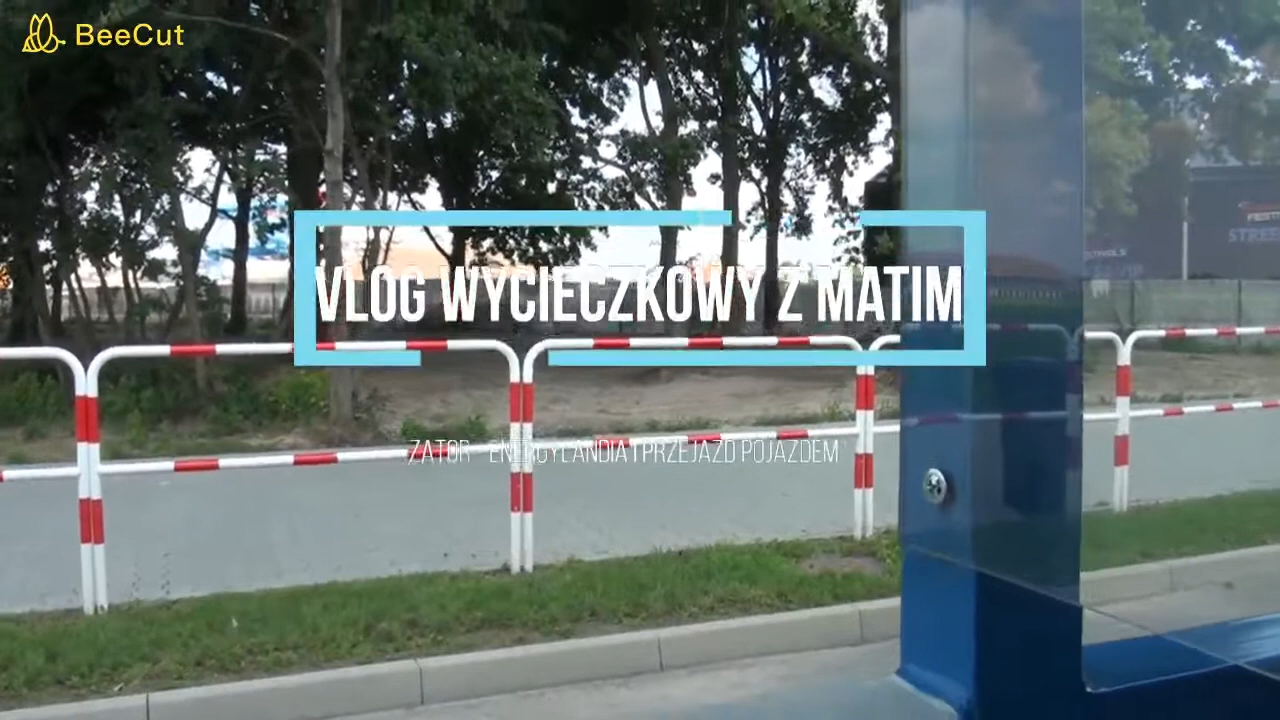 BeeCut
VLOG WYCIECZKOWY Z MATIM
ZATOR - ENERGYLANDIA I PRZEJAZD POJAZDEM